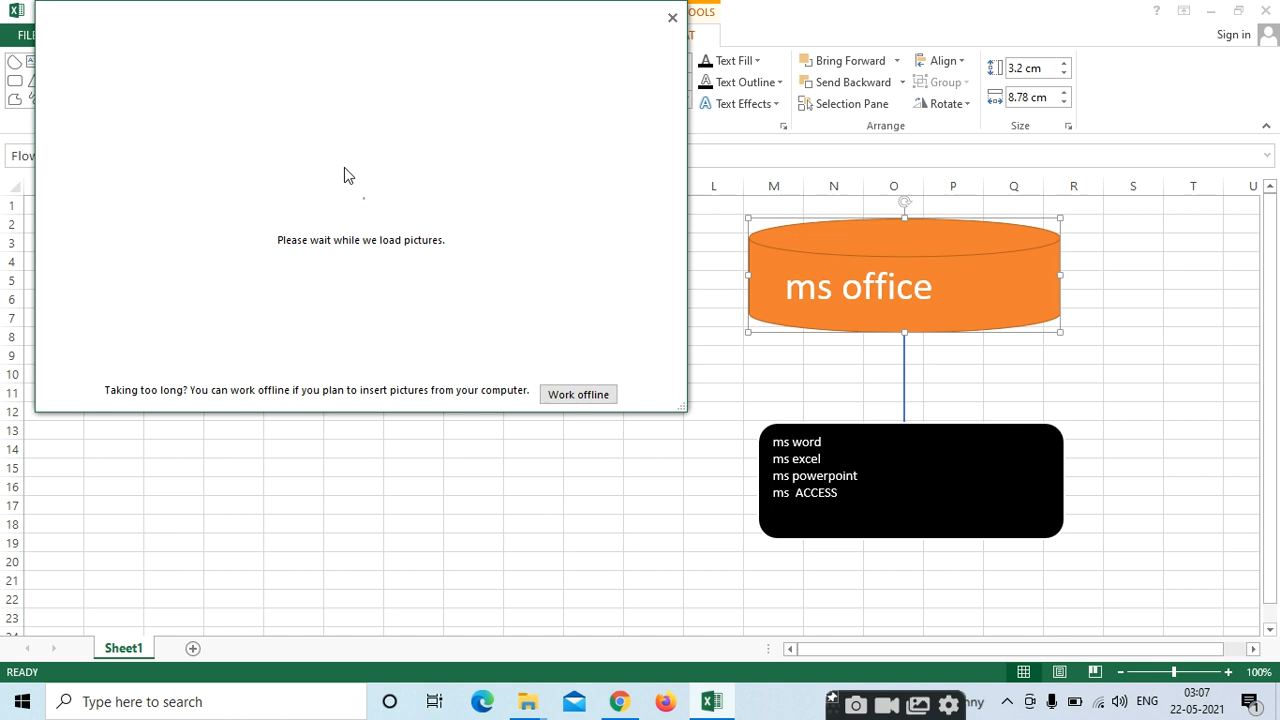 OOLS
Sign in
FIL
Text Fill
Bring Forward
Align
3.2 cm
Text Outline
Send Backward
Group
Text Effects
Selection Pane
Rotate
8.78 cm
Arrange
Size
Flow
Please wait while we load pictures.
Taking too long? You can work offline if you plan to insert pictures from your computer.
Work offline
L M N O P Q R S T U
1
2
3
4
5
6
7
8
9
10
11
12
13
14
15
16
17
18
19
20
21
22
23
ms office
ms word
ms excel
ms powerpoint
ms ACCESS
Sheet1
READY
100%
Type here to search
nny
ENG
03:07
22-05-2021
1